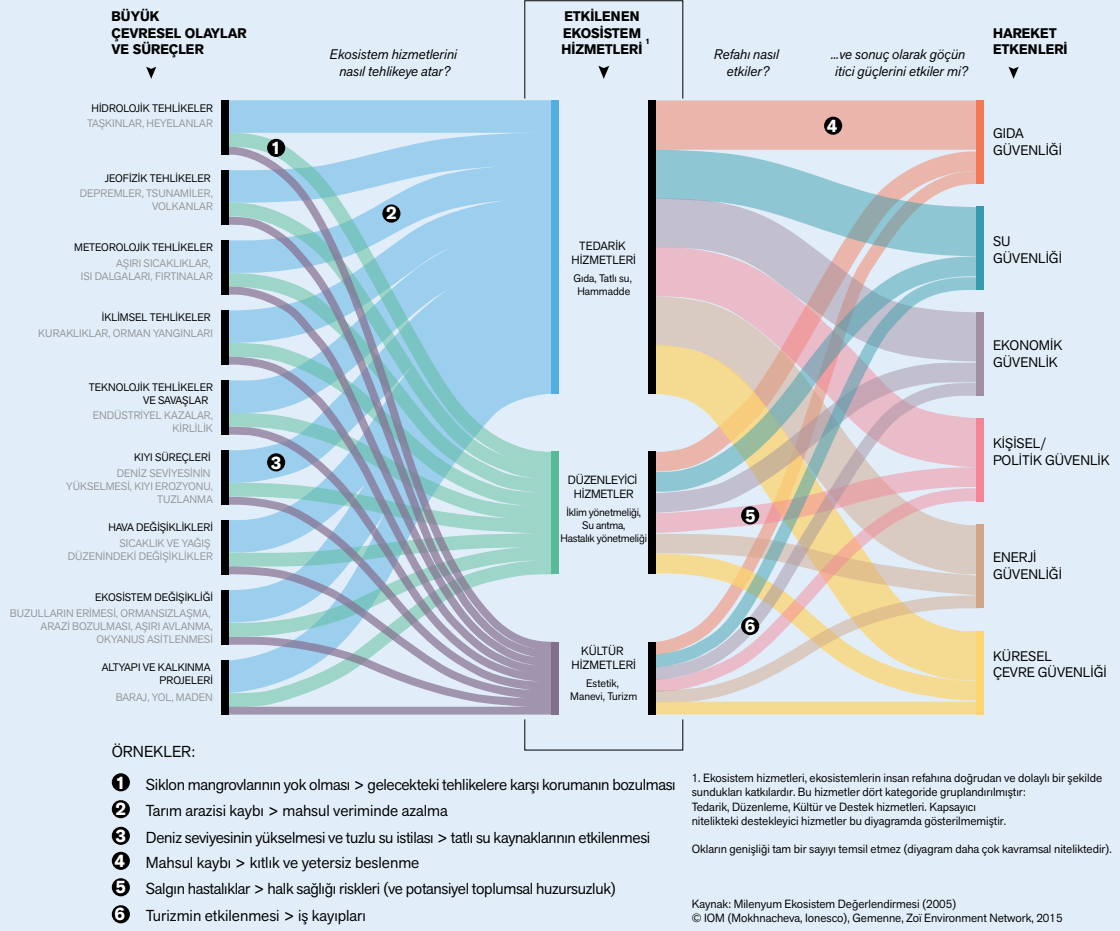 BÜYÜK
ÇEVRESEL OLAYLAR
VE SÜREÇLER
Ekosistem hizmetlerini
nasıl tehlikeye atar?
ETKİLENEN
EKOSİSTEM
HİZMETLERİ 1
Refahı nasıl
etkiler?
...ve sonuç olarak göçün
itici güçlerini etkiler mi?
HAREKET
ETKENLERİ
HİDROLOJİK TEHLİKELER
TAŞKINLAR, HEYELANLAR
JEOFİZİK TEHLİKELER
DEPREMLER, TSUNAMİLER,
VOLKANLAR
METEOROLOJİK TEHLİKELER
AŞIRI SICAKLIKLAR,
ISI DALGALARI, FIRTINALAR
İKLİMSEL TEHLİKELER
KURAKLIKLAR, ORMAN YANGINLARI
TEKNOLOJİK TEHLİKELER
VE SAVAŞLAR
ENDÜSTRİYEL KAZALAR,
KİRLİLİK
KIYI SÜREÇLERİ
DENİZ SEVİYESİNİN
YÜKSELMESİ, KIYI EROZYONU,
TUZLANMA
HAVA DEĞİŞİKLİKLERİ
SICAKLIK VE YAĞIŞ
DÜZENİNDEKİ DEĞİŞİKLİKLER
EKOSİSTEM DEĞİŞİKLİĞİ
BUZULLARIN ERİMESİ, ORMANSIZLAŞMA,
ARAZİ BOZULMASI, AŞIRI AVLANMA,
OKYANUS ASİTLENMESİ
ALTYAPI VE KALKINMA
PROJELERİ
BARAJ, YOL, MADEN
1
2
3
TEDARİK
HİZMETLERİ
Gıda, Tatlı su,
Hammadde
DÜZENLEYİCİ
HİZMETLER
İklim yönetmeliği,
Su arıtma,
Hastalık yönetmeliği
KÜLTÜR
HİZMETLERİ
Estetik,
Manevi, Turizm
4
5
6
GIDA
GÜVENLİĞİ
SU
GÜVENLİĞİ
EKONOMİK
GÜVENLİK
KİŞİSEL/
POLİTİK GÜVENLİK
ENERJİ
GÜVENLİĞİ
KÜRESEL
ÇEVRE GÜVENLİĞİ
ÖRNEKLER:
1 Siklon mangrovlarının yok olması > gelecekteki tehlikelere karşı korumanın bozulması
2 Tarım arazisi kaybı > mahsul veriminde azalma
3 Deniz seviyesinin yükselmesi ve tuzlu su istilası > tatlı su kaynaklarının etkilenmesi
4 Mahsul kaybı > kıtlık ve yetersiz beslenme
5 Salgın hastalıklar > halk sağlığı riskleri (ve potansiyel toplumsal huzursuzluk)
6 Turizmin etkilenmesi > iş kayıpları
1. Ekosistem hizmetleri, ekosistemlerin insan refahına doğrudan ve dolaylı bir şekilde
sundukları katkılardır. Bu hizmetler dört kategoride gruplandırılmıştır:
Tedarik, Düzenleme, Kültür ve Destek hizmetleri. Kapsayıcı
nitelikteki destekleyici hizmetler bu diyagramda gösterilmemiştir.
Okların genişliği tam bir sayıyı temsil etmez (diyagram daha çok kavramsal niteliktedir).
Kaynak: Milenyum Ekosistem Değerlendirmesi (2005)
© IOM (Mokhnacheva, Ionesco), Gemenne, Zoï Environment Network, 2015